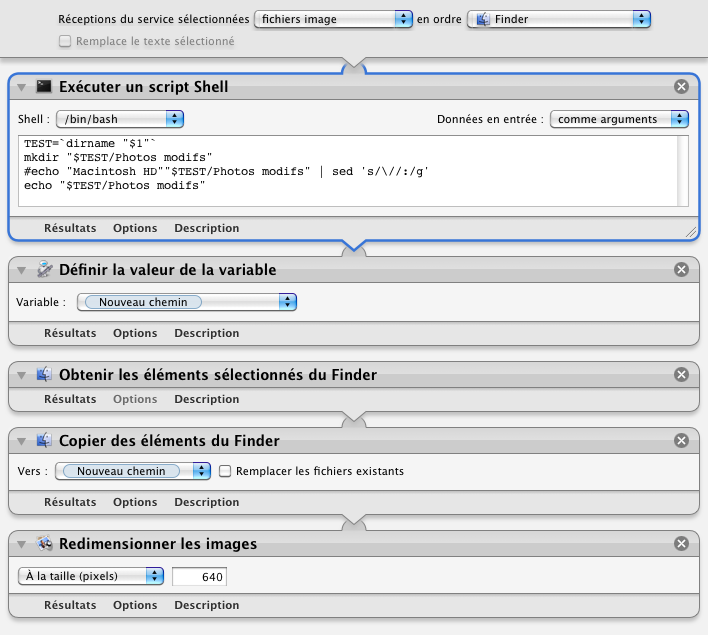 Réceptions du service sélectionnées fichiers image en ordre Finder
Remplace le texte sélectionné
Exécuter un script Shell
Shell : /bin/bash Données en entrée : comme arguments
TEST=`dirname "$1"`
mkdir "$TEST/Photos modifs"
#echo "Macintosh HD""$TEST/Photos modifs" | sed 's/\//:/g'
echo "$TEST/Photos modifs"
Résultats Options Description
Définir la valeur de la variable
Variable : Nouveau chemin
Résultats Options Description
Obtenir les éléments sélectionnés du Finder
Résultats Options Description
Copier des éléments du Finder
Vers : Nouveau chemin Remplacer les fichiers existants
Résultats Options Description
Redimensionner les images
À la taille (pixels) 640
Résultats Options Description